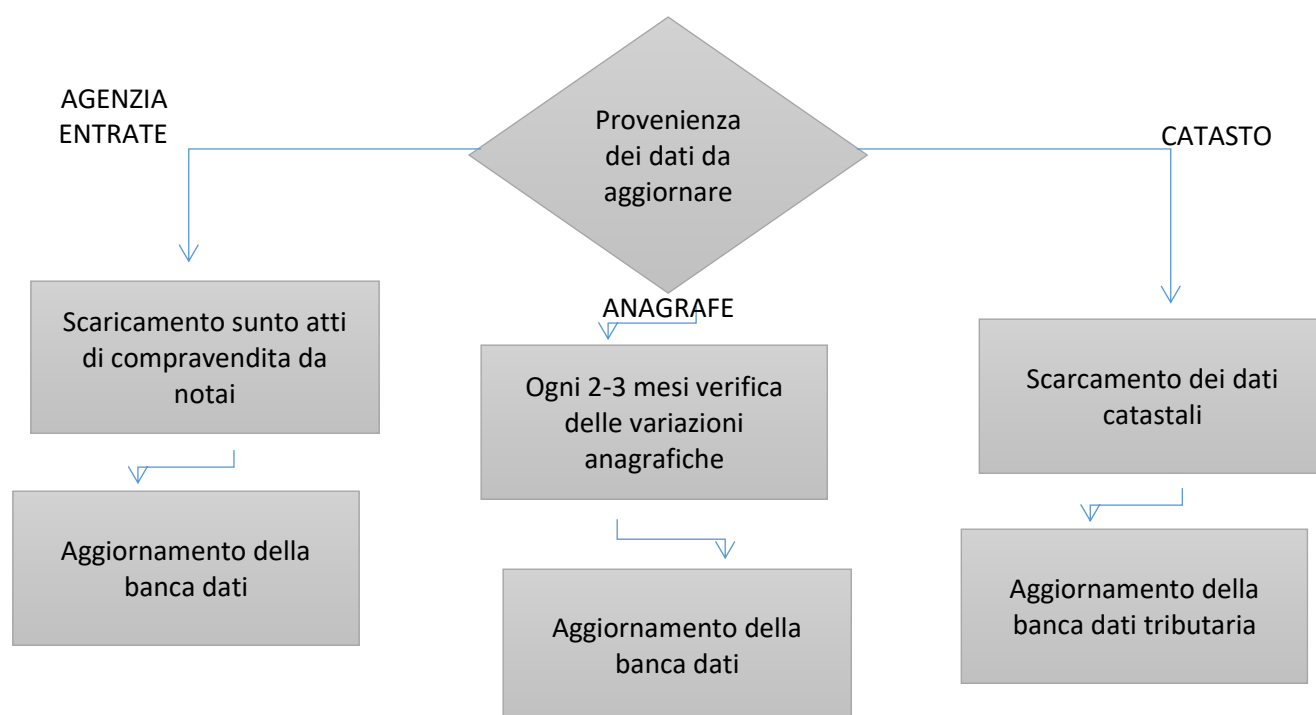 AGENZIA
ENTRATE
Provenienza
dei dati da
aggiornare
CATASTO
ANAGRAFE
Scaricamento sunto atti
di compravendita da
notai
Ogni 2-3 mesi verifica
delle variazioni
anagrafiche
Scarcamento dei dati
catastali
Aggiornamento della
banca dati
Aggiornamento della
banca dati
Aggiornamento della
banca dati tributaria